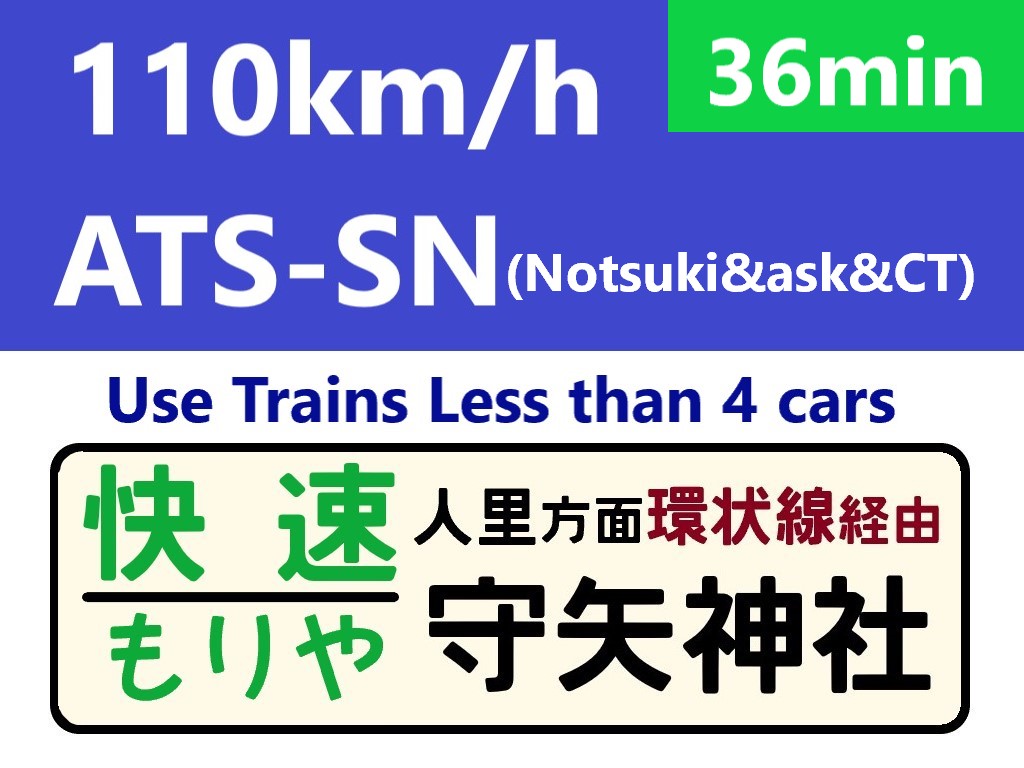 110km/h
36min
ATS-SN(Notsuki&ask&CT)
Use Trains Less than 4 cars
快速
もりや
人里方面環状線経由
守矢神社